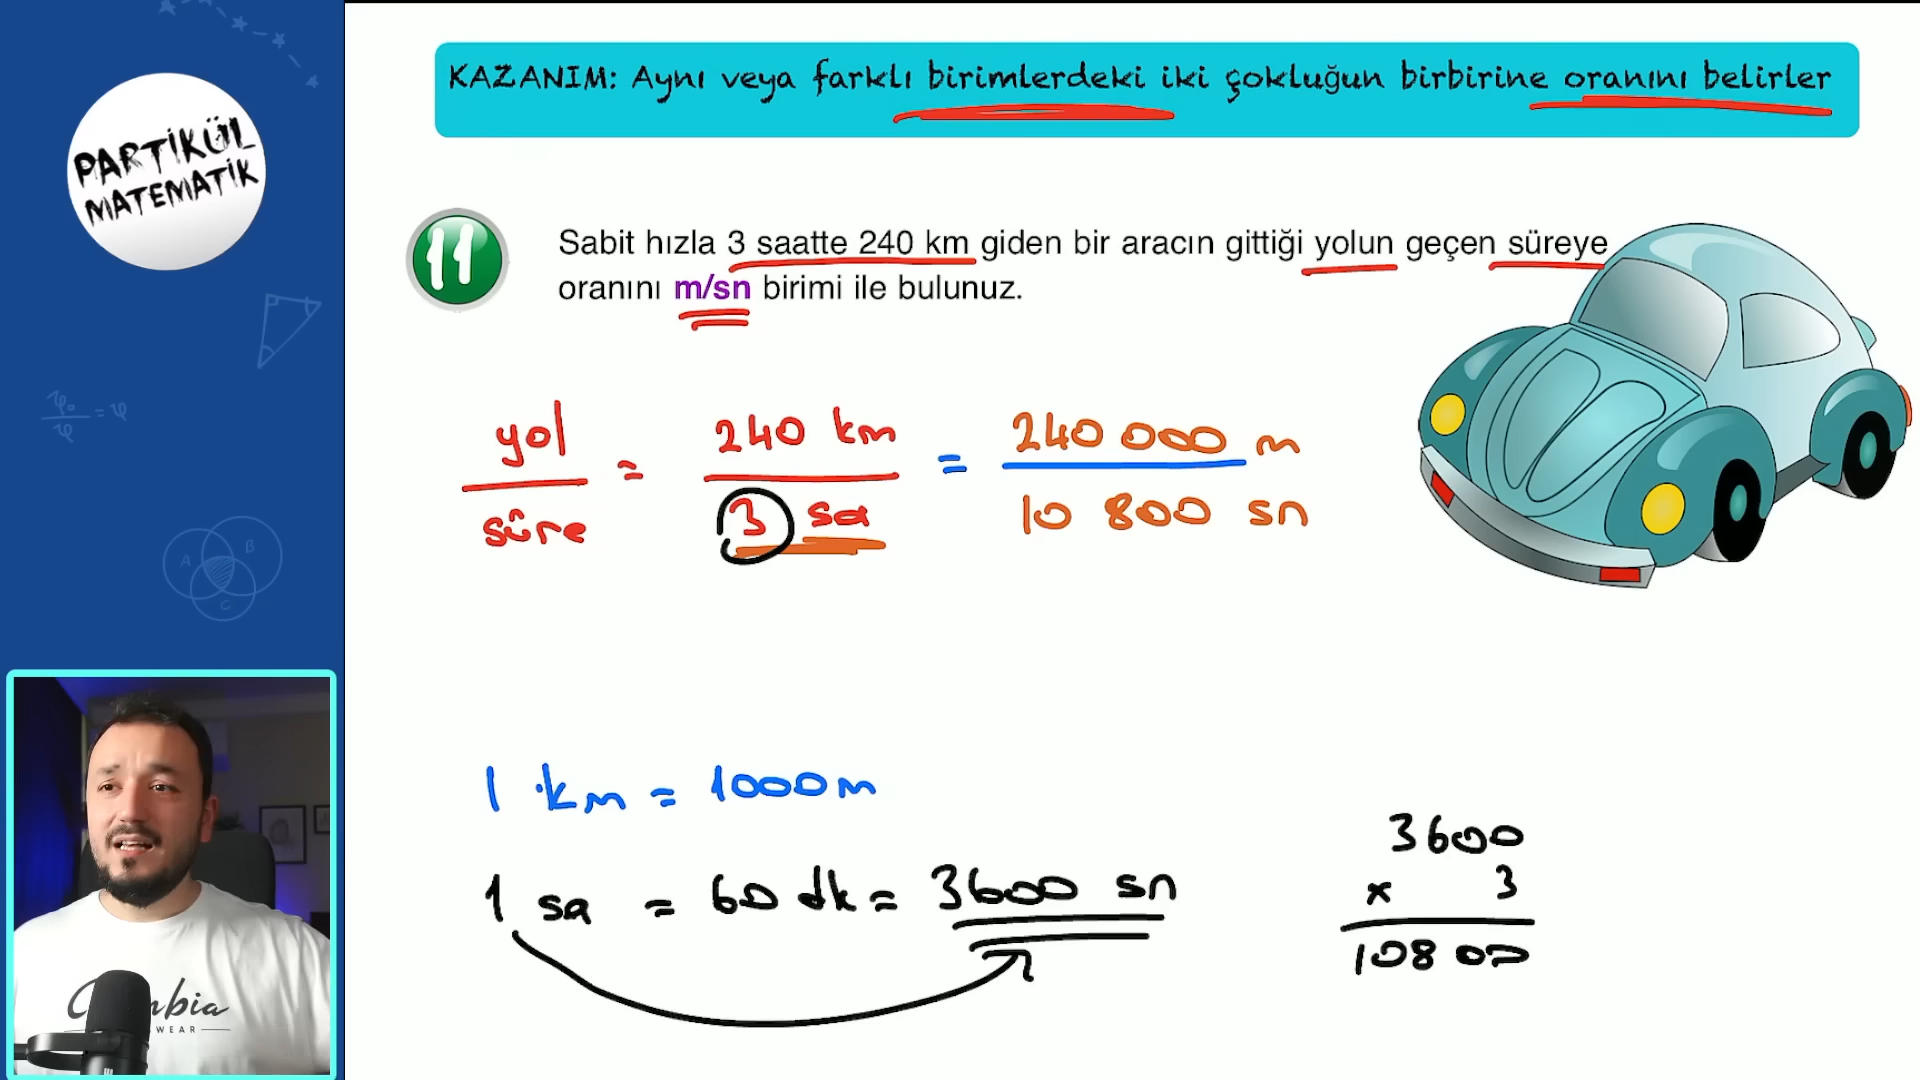 PARTİKÜL
MATEMATİK
KAZANIM: Aynı veya farklı birimlerdeki iki çokluğun birbirine oranını belirler
11
Sabit hızla 3 saatte 240 km giden bir aracın gittiği yolun geçen süreye
oranını m/sn birimi ile bulunuz.
yol / süre = 240 km / 3 sa = 240 000 m / 10 800 sn
1 km = 1000m
1 sa = 60 dk = 3600 sn
3600
x 3
10800
A B
C
WEAR